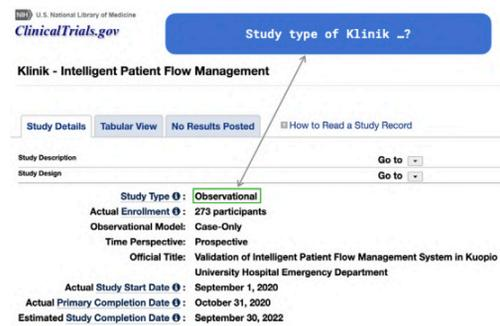 NIH U.S. National Library of Medicine
ClinicalTrials.gov
Study type of Klinik …?
Klinik - Intelligent Patient Flow Management
Study Details Tabular View No Results Posted How to Read a Study Record
Study Description Go to
Study Design Go to
Study Type : Observational
Actual Enrollment : 273 participants
Observational Model: Case-Only
Time Perspective: Prospective
Official Title: Validation of Intelligent Patient Flow Management System in Kuopio
University Hospital Emergency Department
Actual Study Start Date : September 1, 2020
Actual Primary Completion Date : October 31, 2020
Estimated Study Completion Date : September 30, 2022